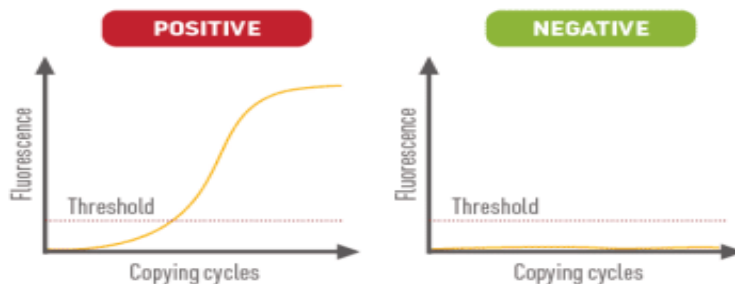 POSITIVE
Fluorescence
Threshold
Copying cycles
NEGATIVE
Fluorescence
Threshold
Copying cycles